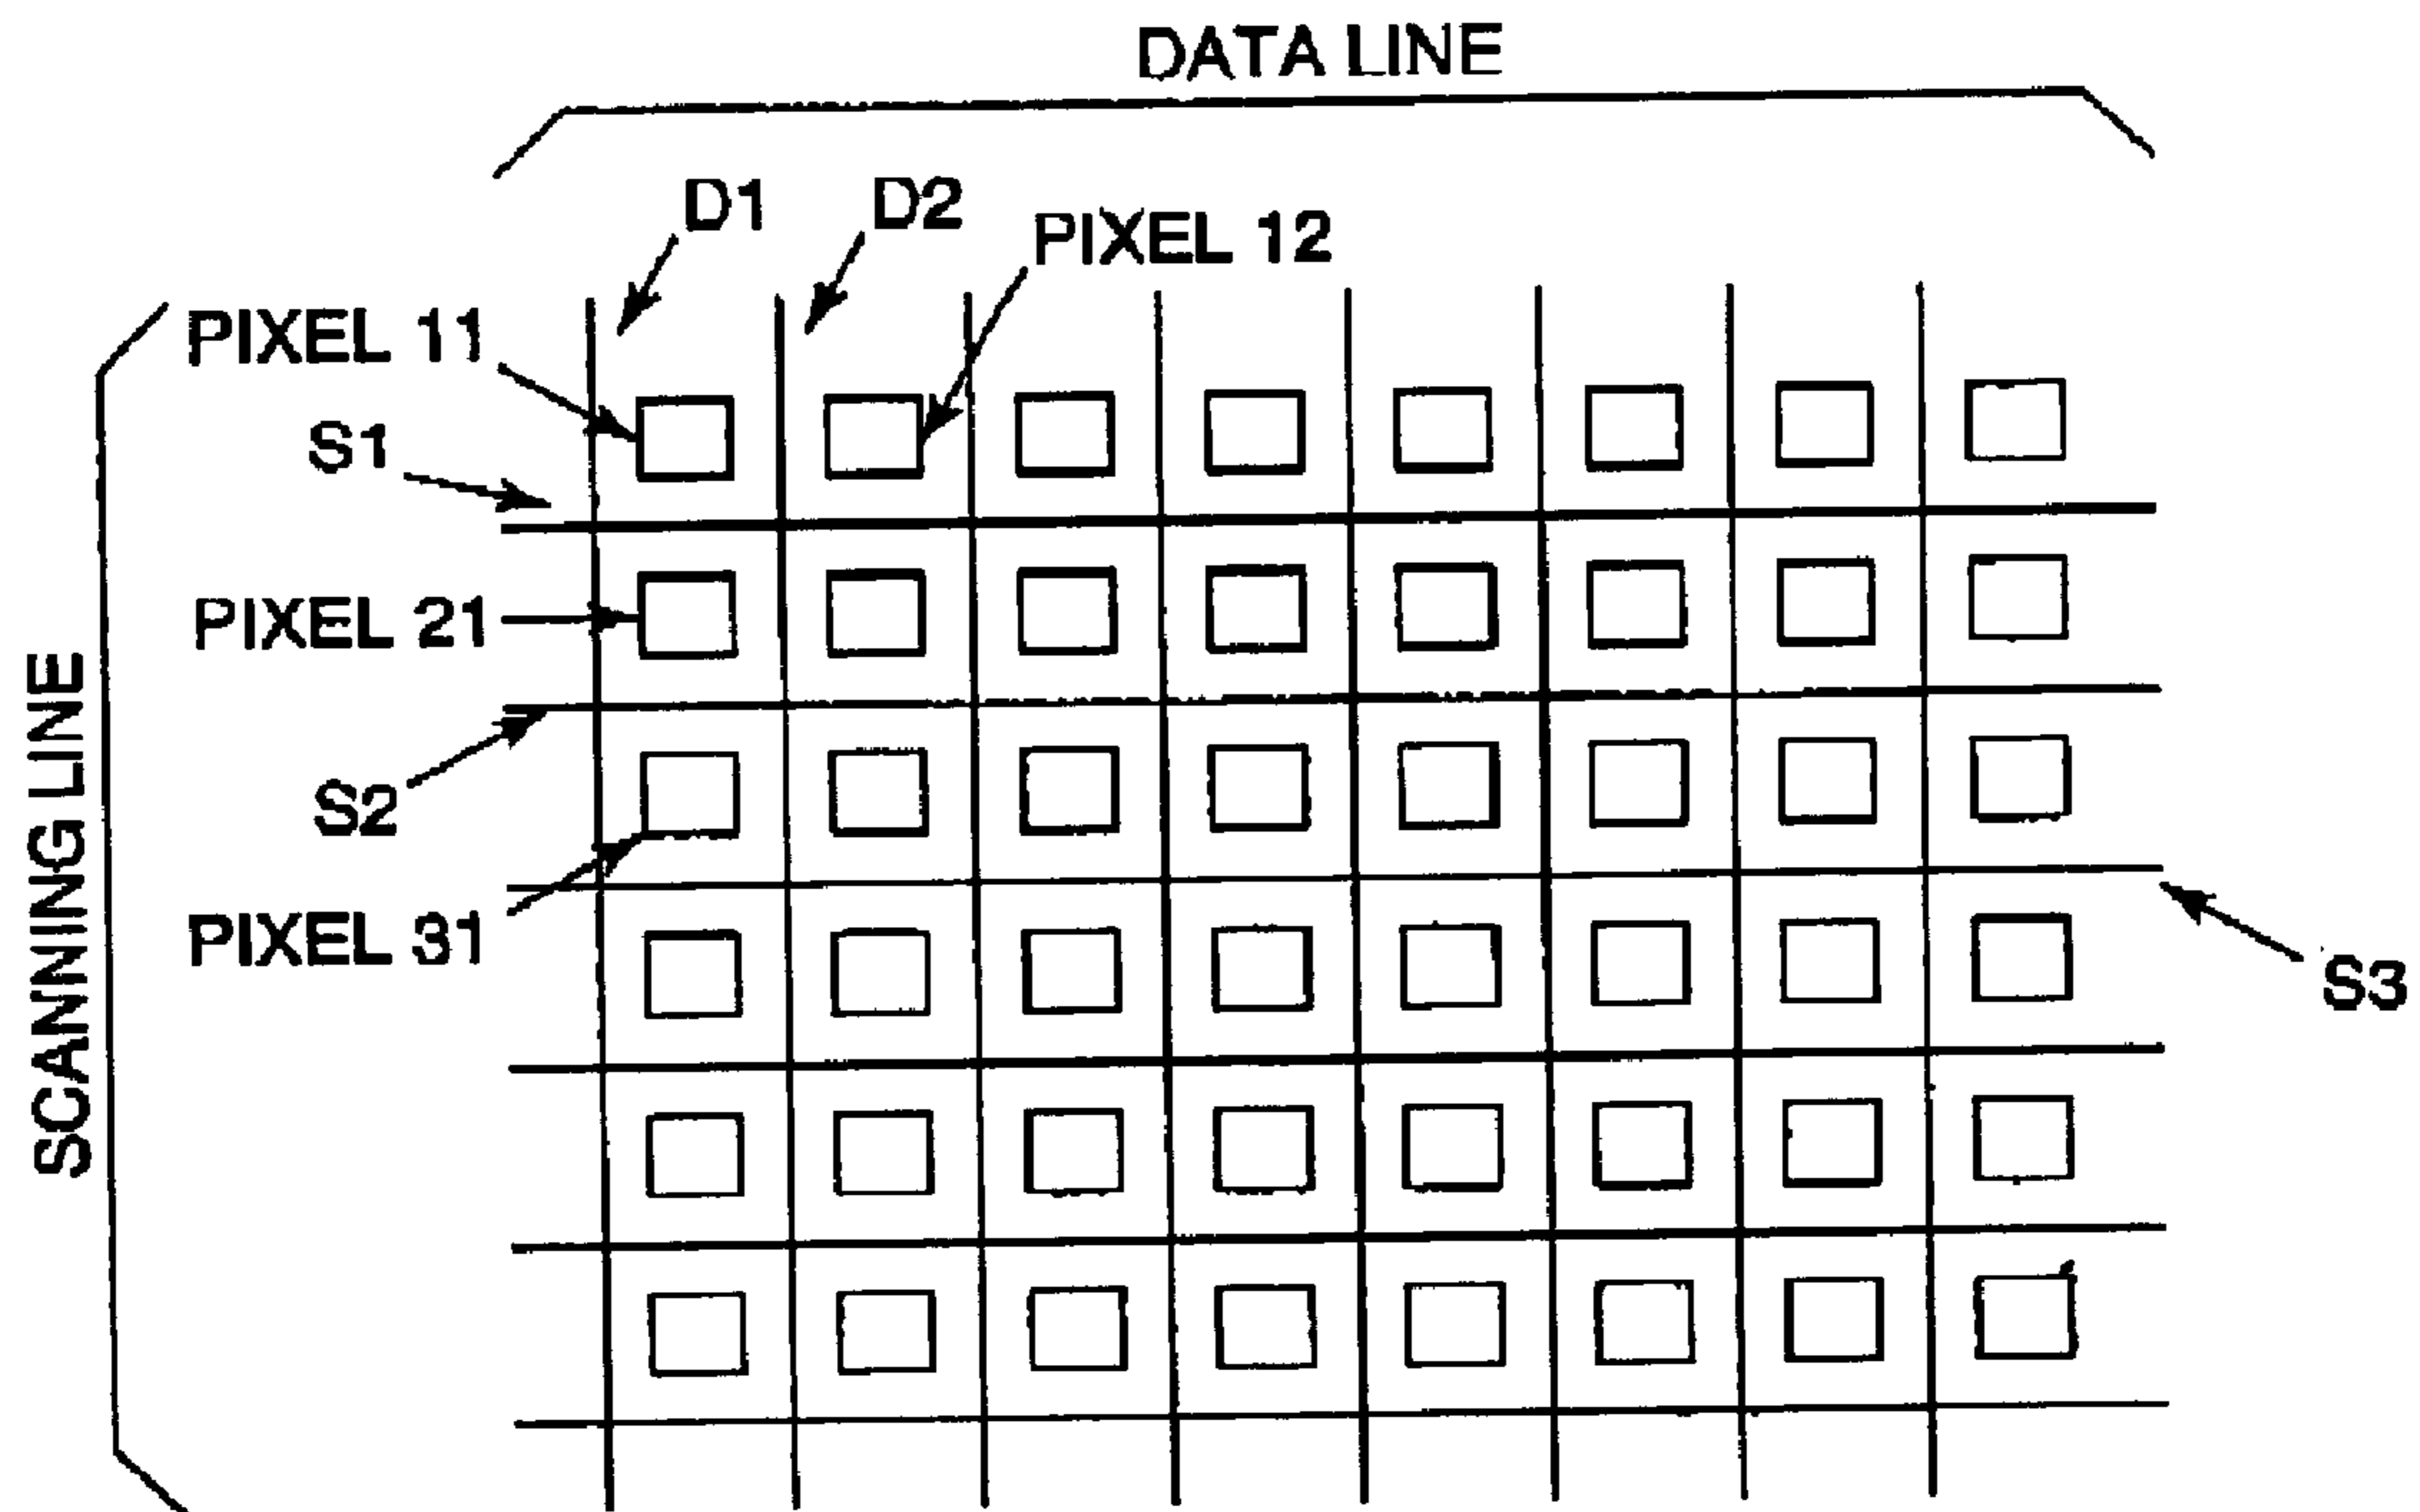 DATA LINE
D1
D2
PIXEL 12
PIXEL 11
S1
PIXEL 21
SCANNING LINE
S2
PIXEL 31
S3